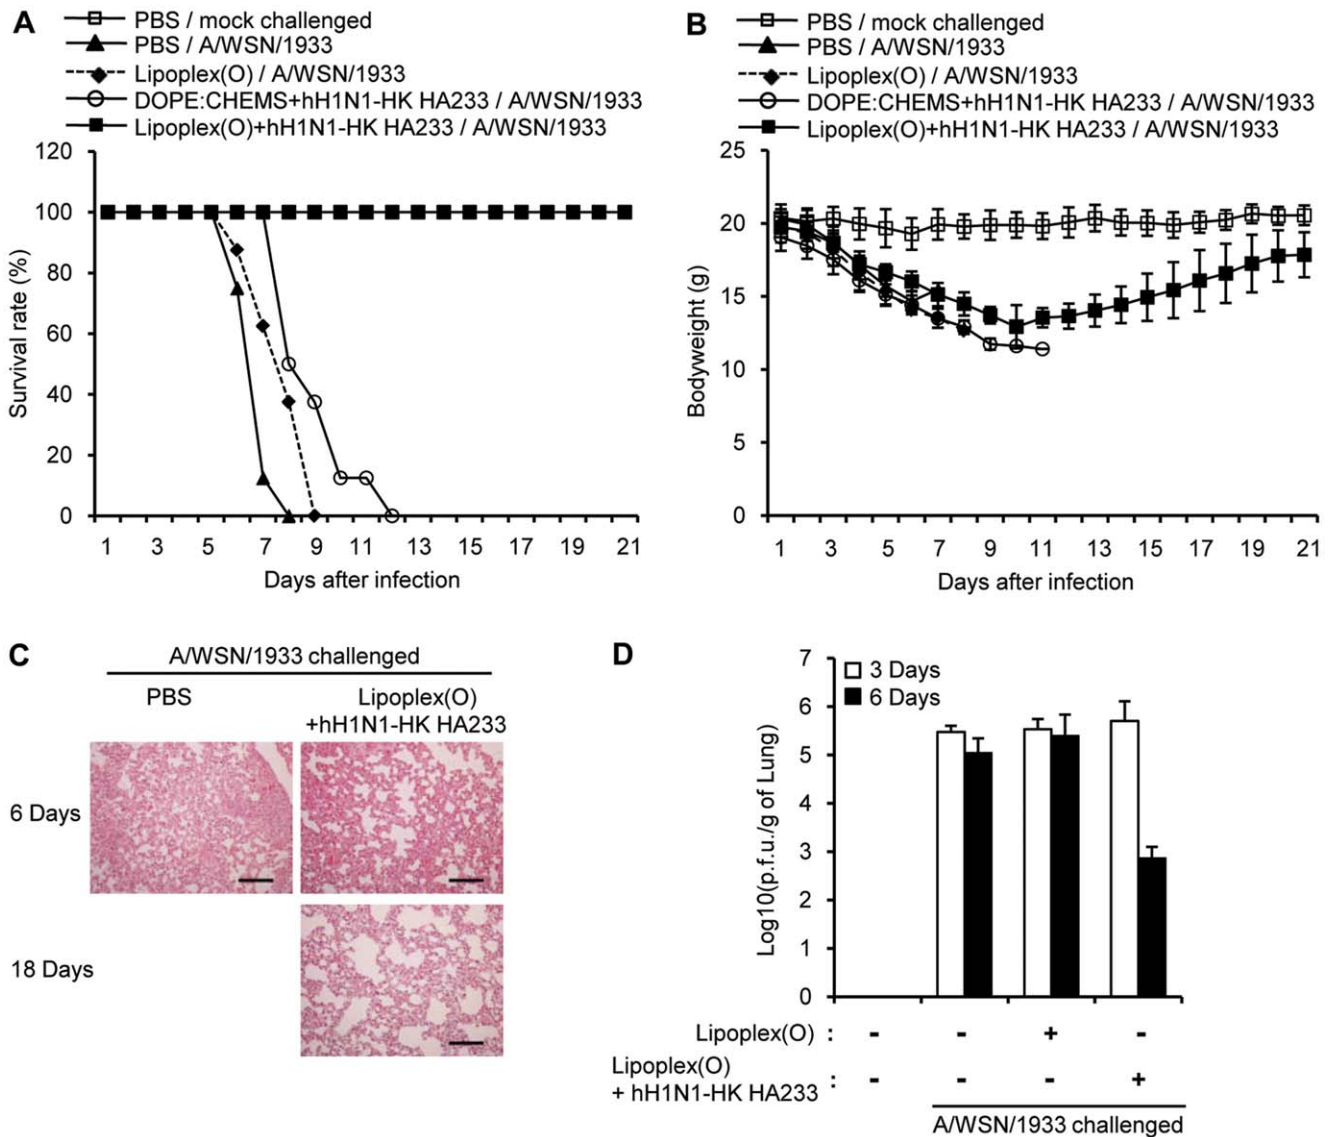 A
PBS / mock challenged
PBS / A/WSN/1933
Lipoplex(O) / A/WSN/1933
DOPE:CHEMS+hH1N1-HK HA233 / A/WSN/1933
Lipoplex(O)+hH1N1-HK HA233 / A/WSN/1933
120
100
80
60
40
20
0
Survival rate (%)
1 3 5 7 9 11 13 15 17 19 21
Days after infection
B
PBS / mock challenged
PBS / A/WSN/1933
Lipoplex(O) / A/WSN/1933
DOPE:CHEMS+hH1N1-HK HA233 / A/WSN/1933
Lipoplex(O)+hH1N1-HK HA233 / A/WSN/1933
25
20
15
10
5
0
Bodyweight (g)
1 3 5 7 9 11 13 15 17 19 21
Days after infection
C
A/WSN/1933 challenged
PBS
Lipoplex(O)
+hH1N1-HK HA233
6 Days
18 Days
D
7
6
5
4
3
2
1
0
Log10(p.f.u./g of Lung)
3 Days
6 Days
Lipoplex(O) : - - + -
Lipoplex(O)
+ hH1N1-HK HA233 : - - - +
A/WSN/1933 challenged